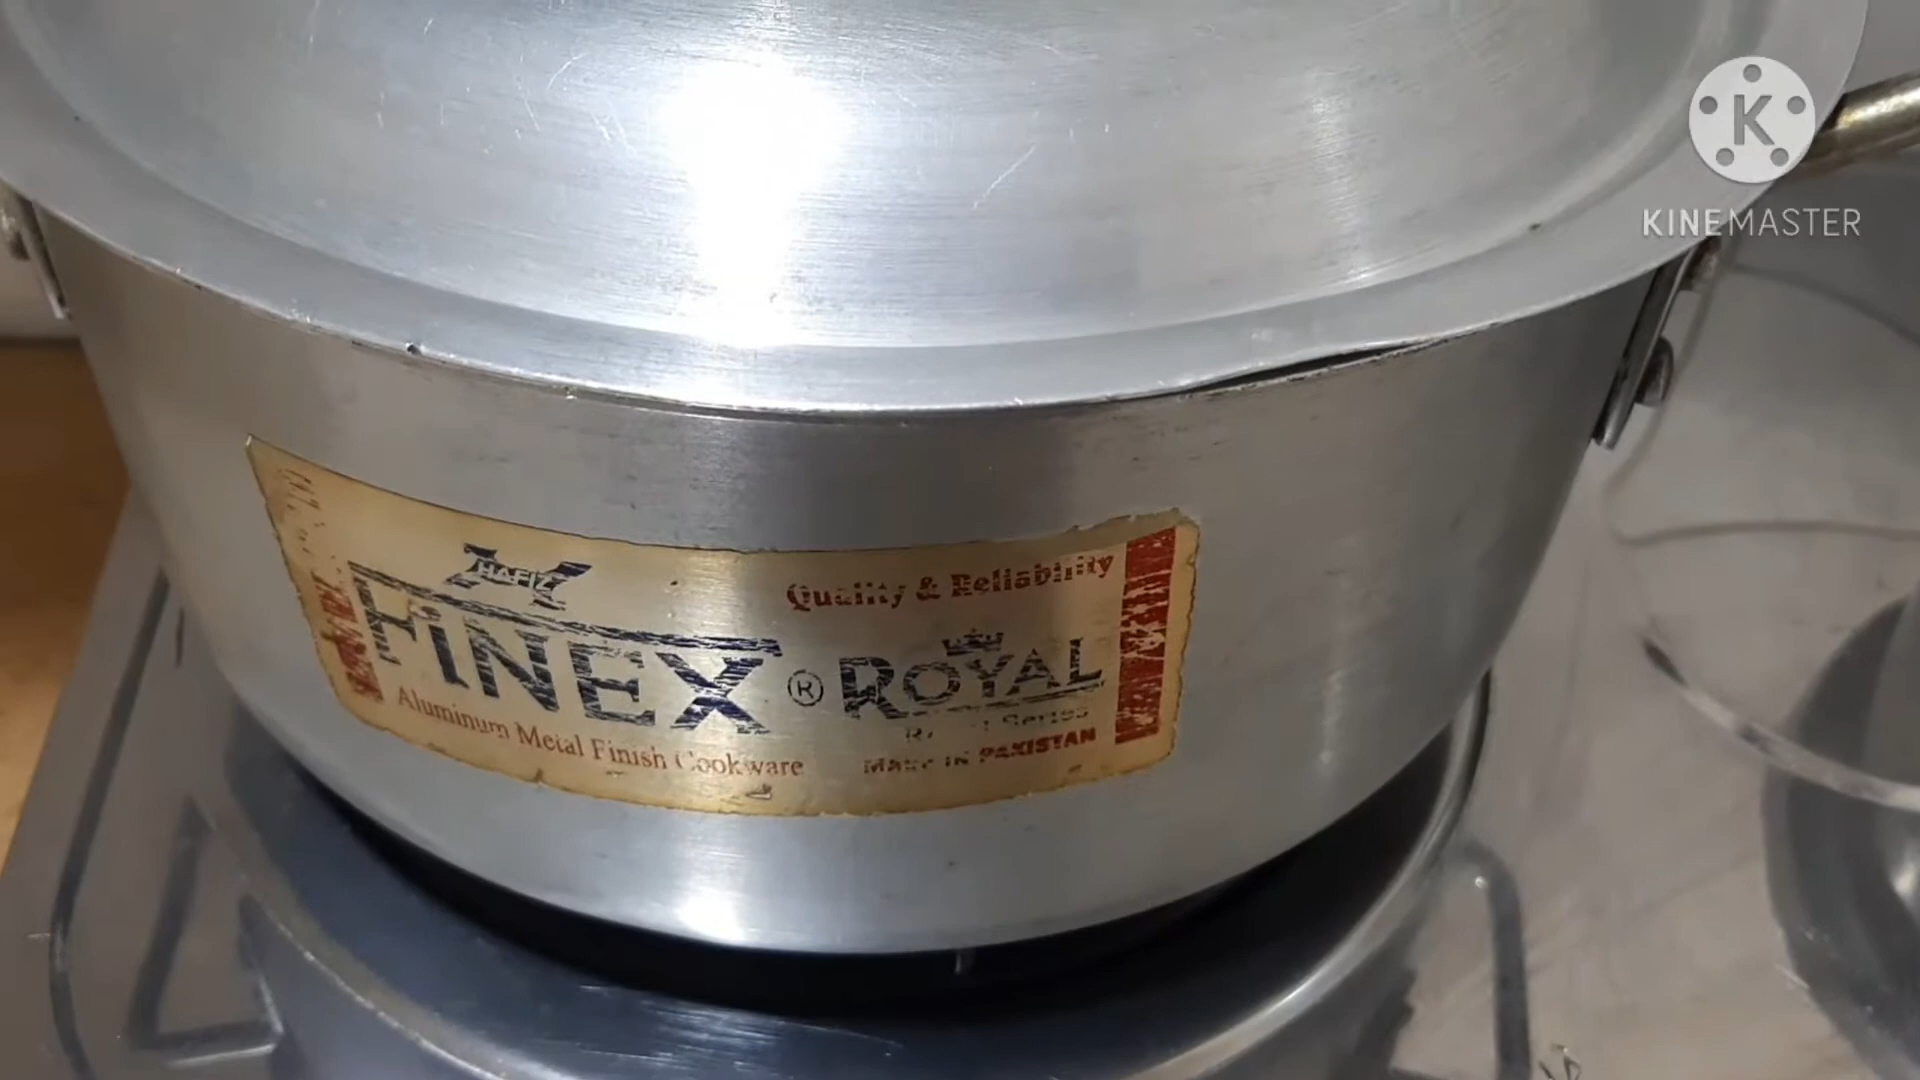 K
KINEMASTER
HAFIZ
Quality & Reliability
FINEX ® ROYAL
Series
Aluminum Metal Finish Cookware
MADE IN PAKISTAN